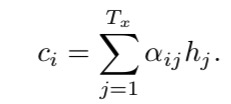 c_i = \sum_{j=1}^{T_x} \alpha_{ij} h_j.